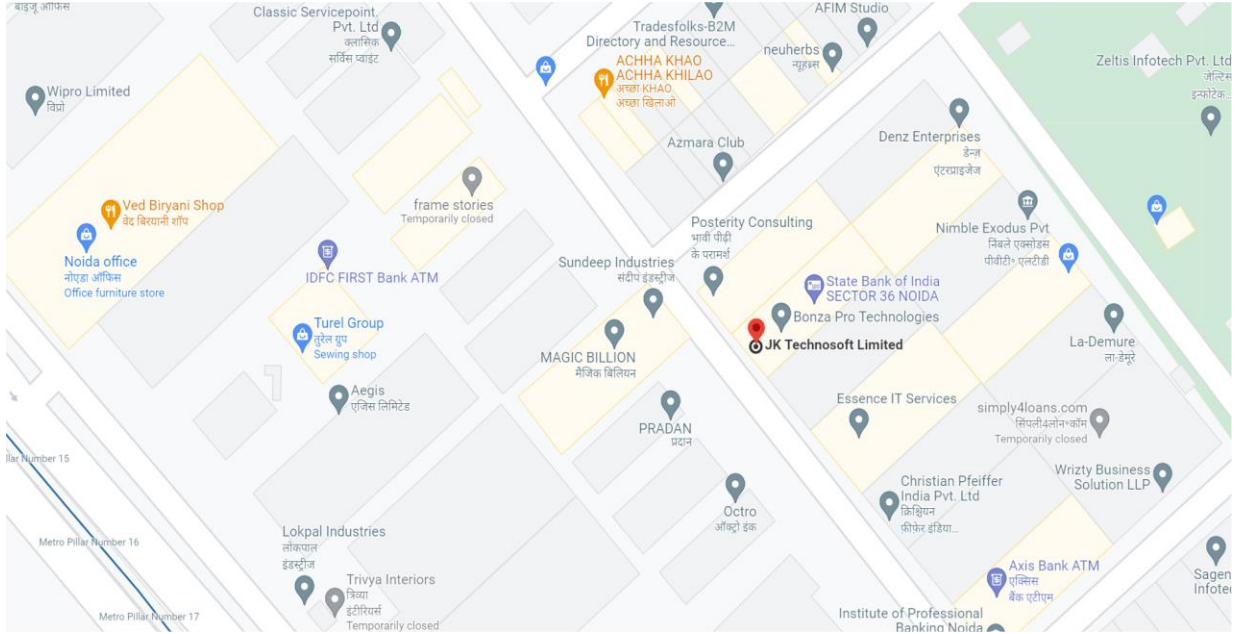 बाइजू ऑफिस
Classic Servicepoint.
Pvt. Ltd
क्लासिक
सर्विस प्वाइंट
Tradesfolks-B2M
Directory and Resource...
AFIM Studio
neuherbs
न्यूहर्ब्स
ACHHA KHAO
ACHHA KHILAO
अच्छा KHAO
अच्छा खिलाओ
Zeltis Infotech Pvt. Ltd
जेल्टिस
इन्फोटेक...
Wipro Limited
विप्रो
Azmara Club
Denz Enterprises
डेन्ज़
एंटरप्राइजेज
Ved Biryani Shop
वेद बिरयानी शॉप
frame stories
Temporarily closed
Posterity Consulting
भावी पीढ़ी
के परामर्श
Nimble Exodus Pvt
निंबले एक्सोडस
पीवीटी॰ एलटीडी
Noida office
नोएडा ऑफिस
Office furniture store
IDFC FIRST Bank ATM
Sundeep Industries
संदीप इंडस्ट्रीज
State Bank of India
SECTOR 36 NOIDA
Bonza Pro Technologies
JK Technosoft Limited
Turel Group
तुरेल ग्रुप
Sewing shop
MAGIC BILLION
मैजिक बिलियन
La-Demure
ला-डेमूरे
Aegis
एजिस लिमिटेड
Essence IT Services
simply4loans.com
सिंपली4लोन॰कॉम
Temporarily closed
PRADAN
प्रदान
llar Number 15
Christian Pfeiffer
India Pvt. Ltd
क्रिश्चियन
फ़ीफ़ेर इंडिया...
Wrizty Business
Solution LLP
Octro
ऑक्ट्रो इंक
Metro Pillar Number 16
Lokpal Industries
लोकपाल
इंडस्ट्रीज
Trivya Interiors
त्रिव्या
इंटीरियर्स
Temporarily closed
Axis Bank ATM
एक्सिस
बैंक एटीएम
Sagen
Infote
Metro Pillar Number 17
Institute of Professional
Banking Noida